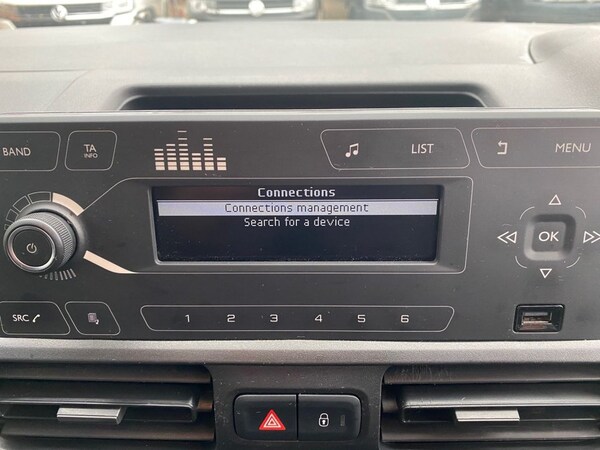 BAND
TA
INFO
LIST
MENU
Connections
Connections management
Search for a device
OK
SRC
1 2 3 4 5 6